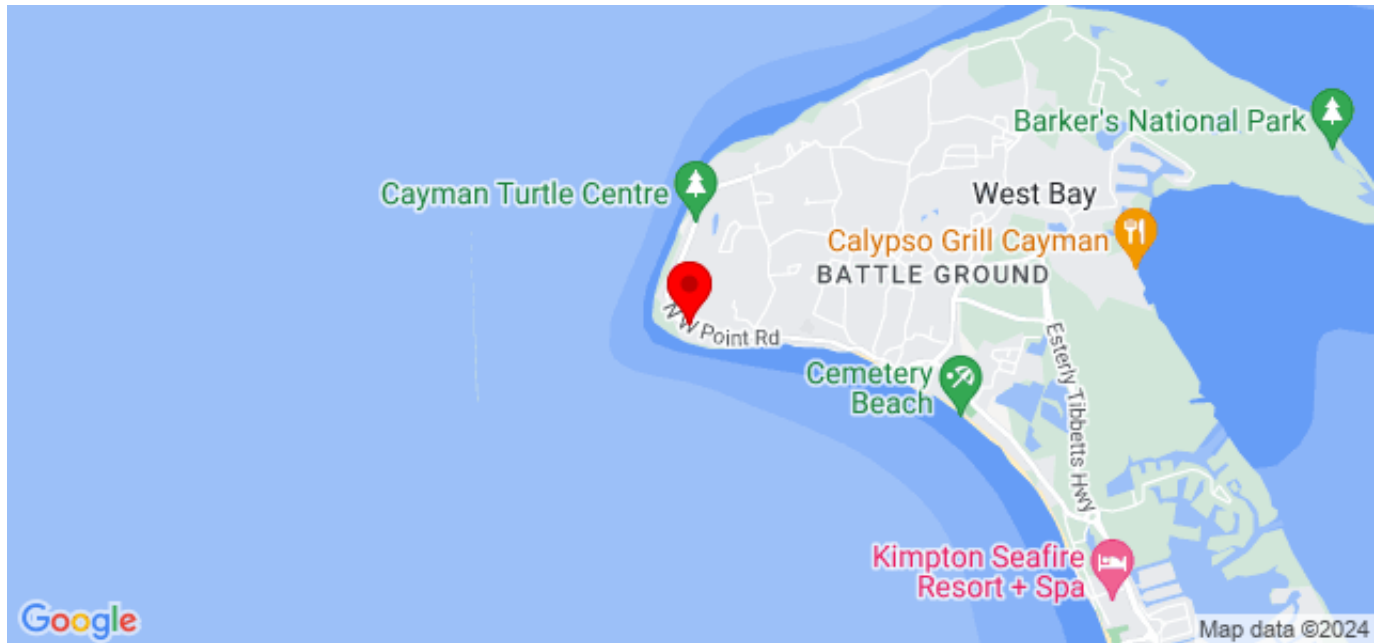 Barker's National Park
Cayman Turtle Centre
West Bay
Calypso Grill Cayman
BATTLE GROUND
NW Point Rd
Esterly Tibbetts Hwy
Cemetery
Beach
Kimpton Seafire
Resort + Spa
Google
Map data ©2024